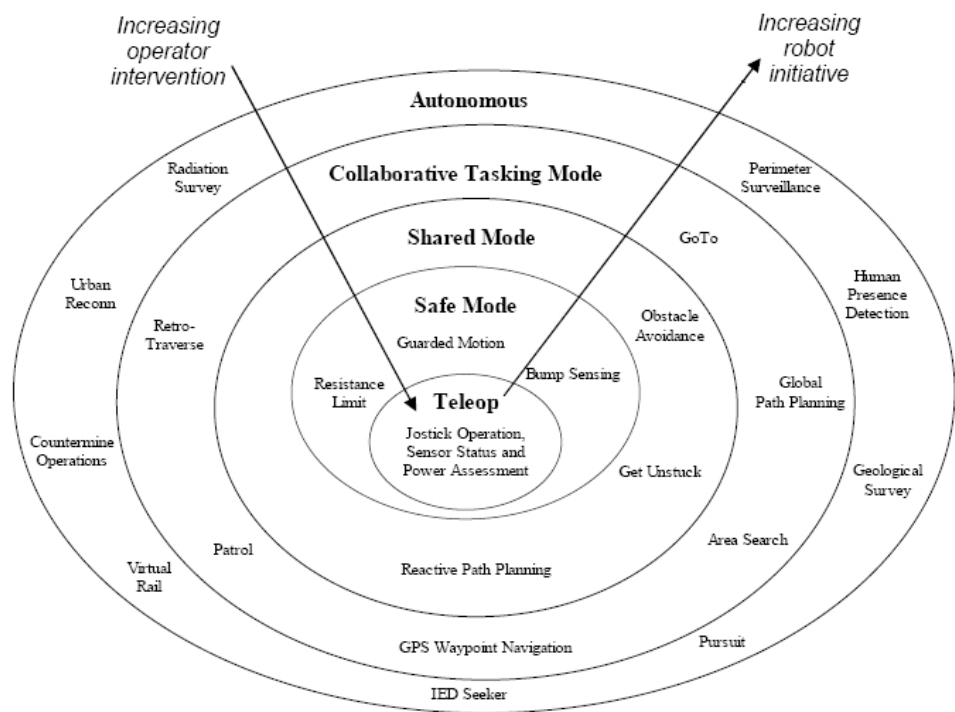 Increasing
operator
intervention
Increasing
robot
initiative
Autonomous
Radiation
Survey
Collaborative Tasking Mode
Perimeter
Surveillance
Shared Mode
GoTo
Urban
Reconn
Human
Presence
Detection
Safe Mode
Retro-
Traverse
Obstacle
Avoidance
Guarded Motion
Resistance
Limit
Bump Sensing
Global
Path Planning
Teleop
Jostick Operation,
Sensor Status and
Power Assessment
Countermine
Operations
Get Unstuck
Geological
Survey
Patrol
Area Search
Virtual
Rail
Reactive Path Planning
GPS Waypoint Navigation
Pursuit
IED Seeker